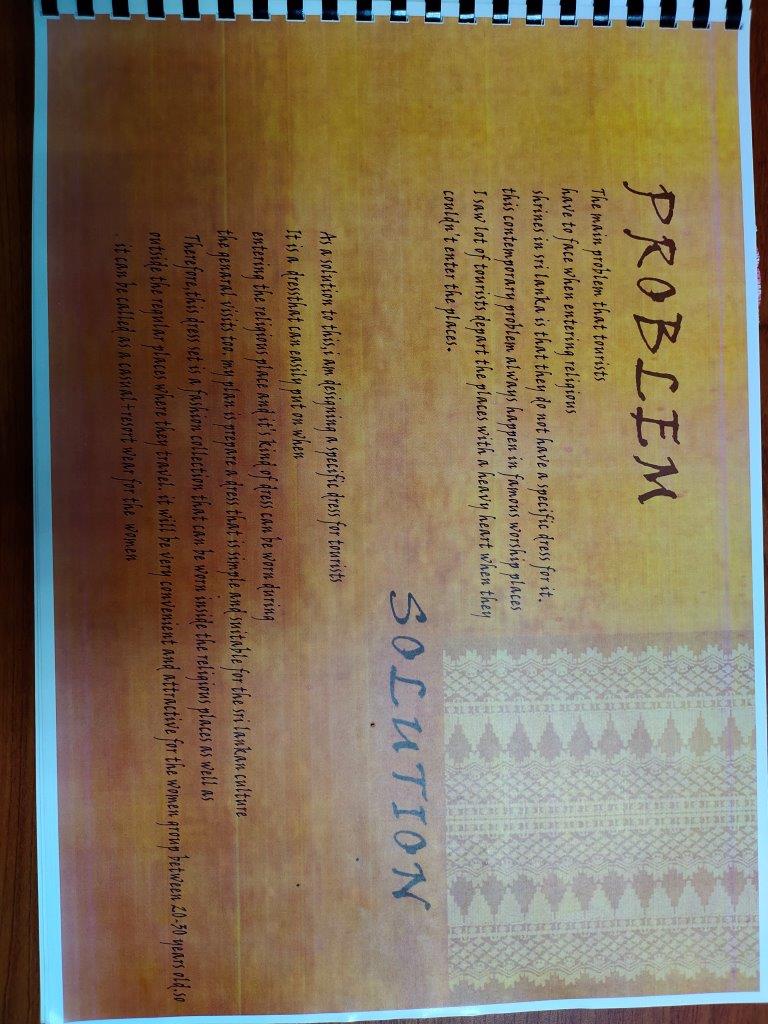 PROBLEM
The main problem that tourists
have to face when entering religious
shrines in sri lanka is that they do not have a specific dress for it.
this contemporary problem always happen in famous worship places
I saw lot of tourists depart the places with a heavy heart when they
couldn't enter the places.
SOLUTION
As a solution to this,i am designing a specific dress for tourists
It is a dressthat can easily put on when
entering the religious place and it's kind of dress can be worn during
the genaral visits too. my plan is prepare a dress that is simple and suitable for the sri lankan culture
Therefore,this dress set is a fashion collection that can be worn inside the religious places as well as
outside the regular places where they travel. it will be very convenient and attractive for the women group between 20-30 years old.so
. it can be called as a casual+resort wear for the women